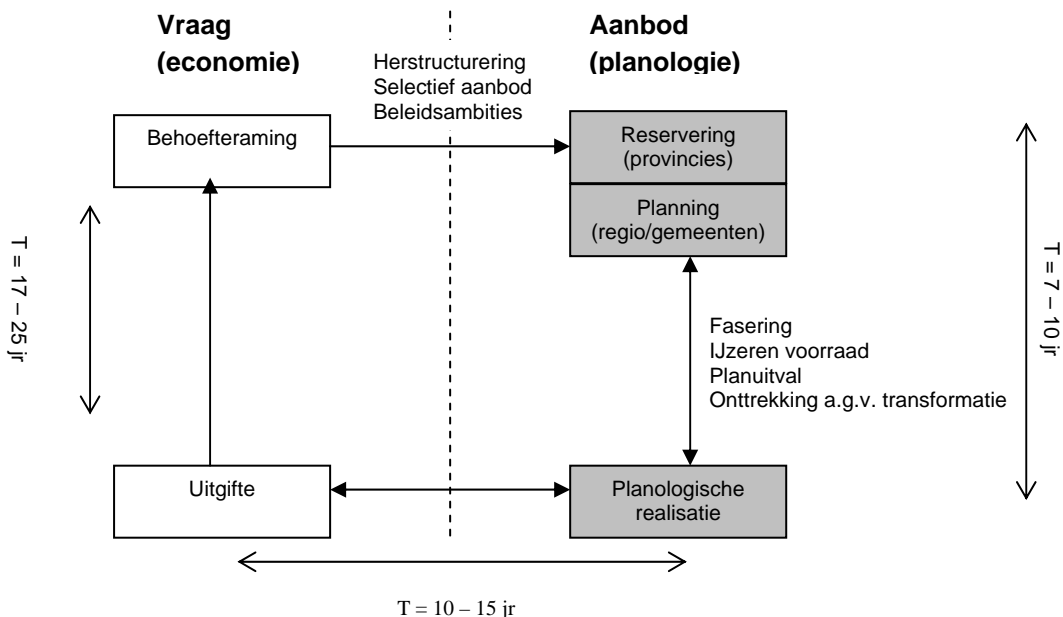 Vraag
(economie)
Aanbod
(planologie)
Herstructurering
Selectief aanbod
Beleidsambities
Behoefteraming
Reservering
(provincies)
Planning
(regio/gemeenten)
T = 17 – 25 jr
T = 7 – 10 jr
Fasering
IJzeren voorraad
Planuitval
Onttrekking a.g.v. transformatie
Uitgifte
Planologische
realisatie
T = 10 – 15 jr